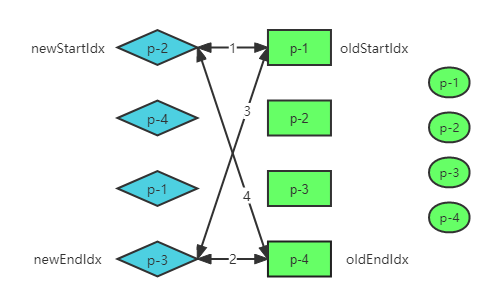 newStartIdx p-2 1 p-1 oldStartIdx
p-1
3
p-4 p-2
p-2
p-3
p-1 p-3
4
p-4
newEndIdx p-3 2 p-4 oldEndIdx